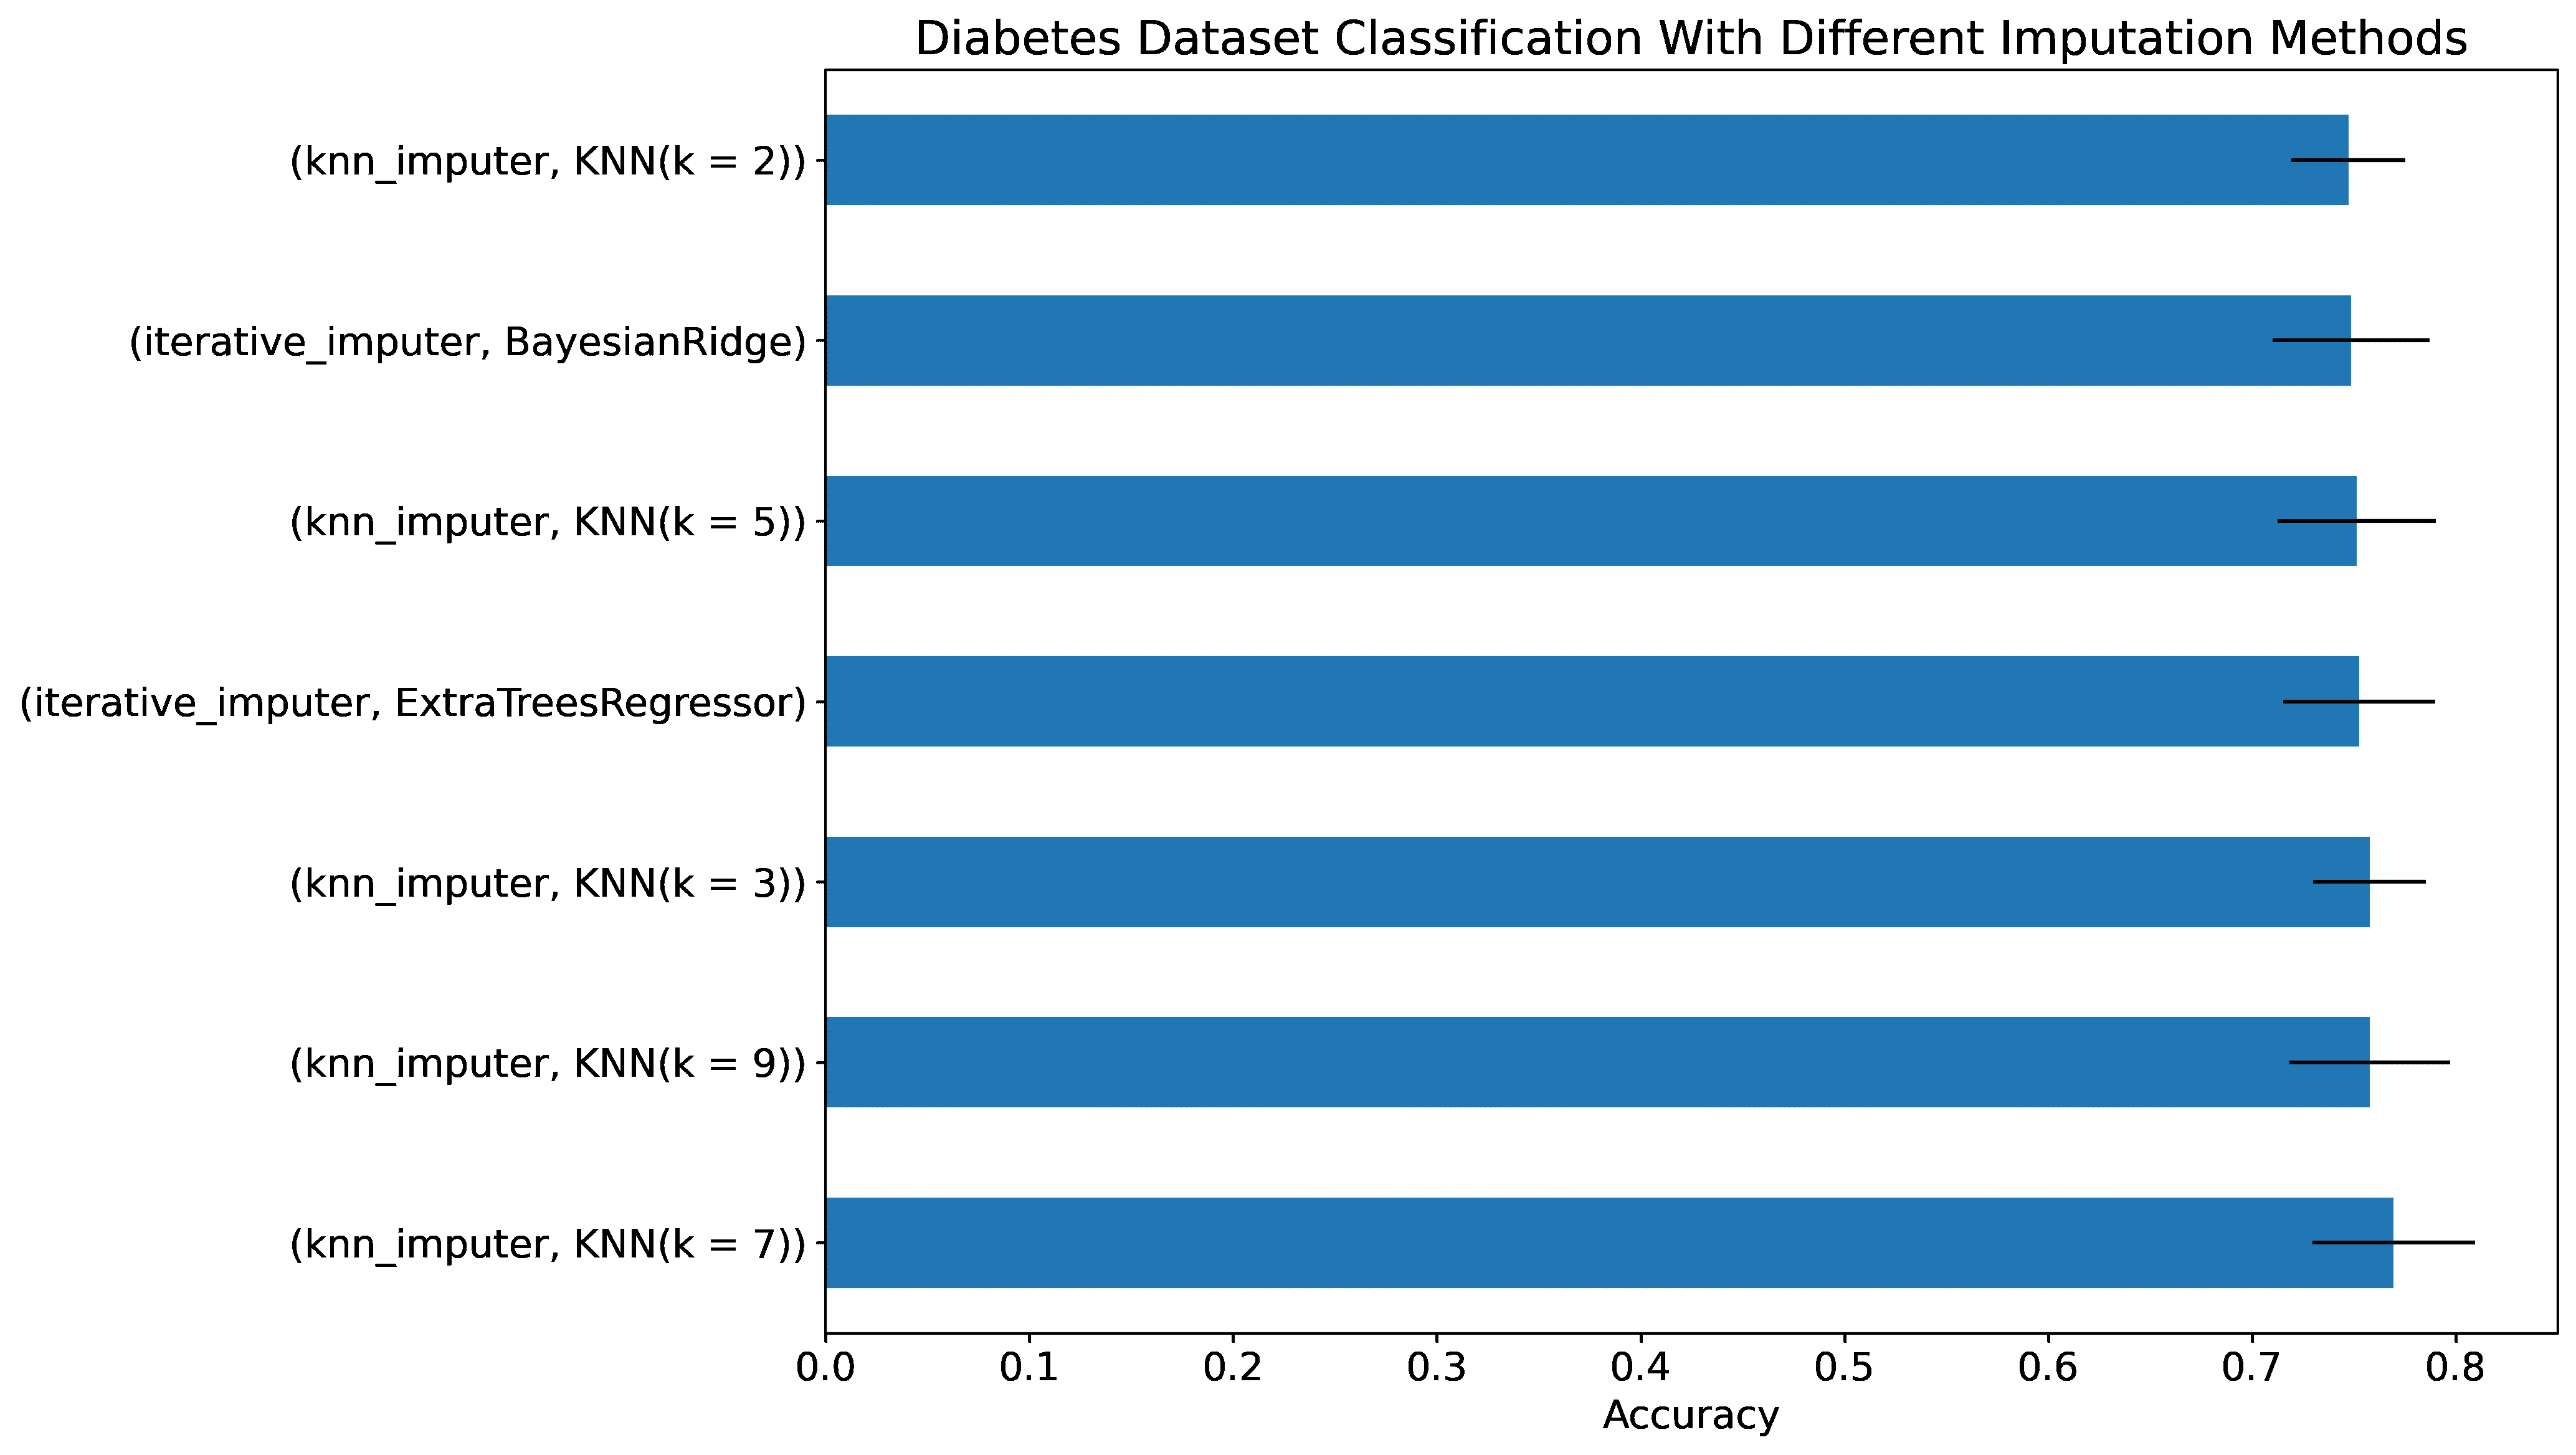 Diabetes Dataset Classification With Different Imputation Methods
(knn_imputer, KNN(k = 2))
(iterative_imputer, BayesianRidge)
(knn_imputer, KNN(k = 5))
(iterative_imputer, ExtraTreesRegressor)
(knn_imputer, KNN(k = 3))
(knn_imputer, KNN(k = 9))
(knn_imputer, KNN(k = 7))
0.0 0.1 0.2 0.3 0.4 0.5 0.6 0.7 0.8
Accuracy